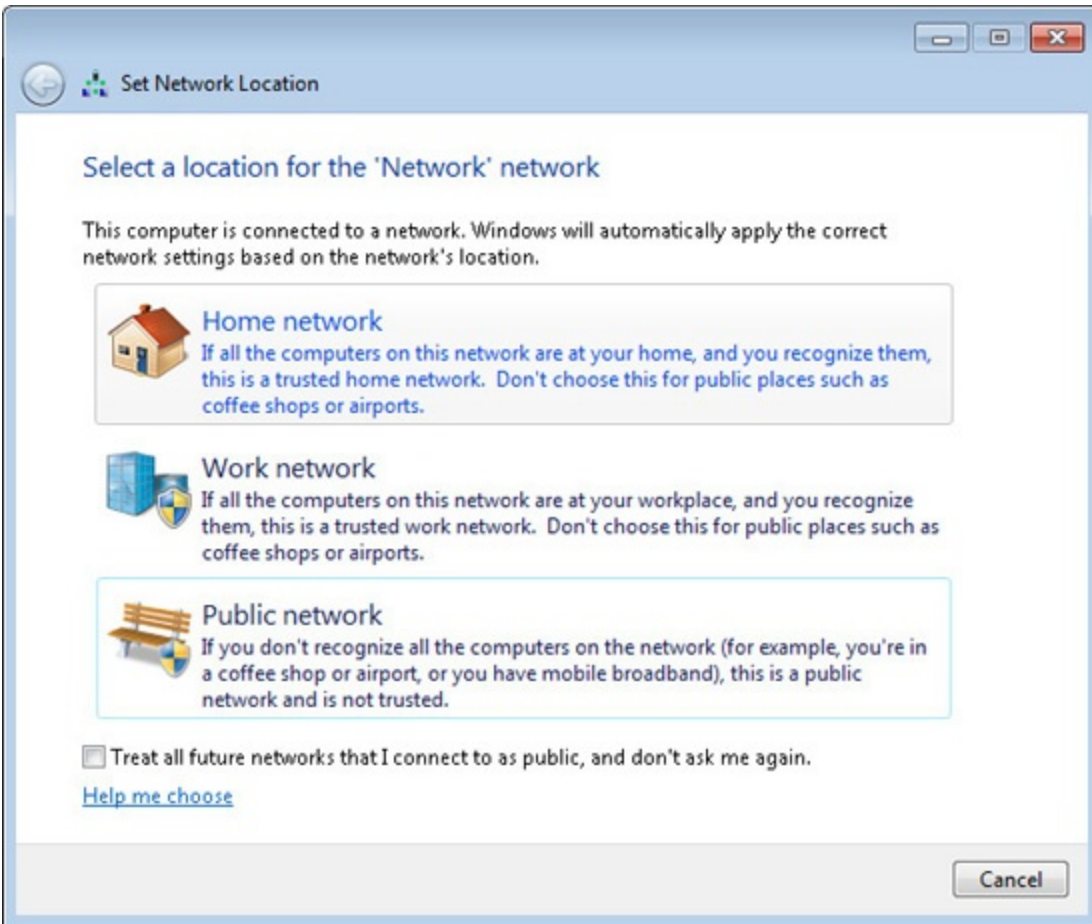 Set Network Location
Select a location for the 'Network' network
This computer is connected to a network. Windows will automatically apply the correct
network settings based on the network's location.
Home network
If all the computers on this network are at your home, and you recognize them,
this is a trusted home network.  Don't choose this for public places such as
coffee shops or airports.
Work network
If all the computers on this network are at your workplace, and you recognize
them, this is a trusted work network.  Don't choose this for public places such as
coffee shops or airports.
Public network
If you don't recognize all the computers on the network (for example, you're in
a coffee shop or airport, or you have mobile broadband), this is a public
network and is not trusted.
Treat all future networks that I connect to as public, and don't ask me again.
Help me choose
Cancel